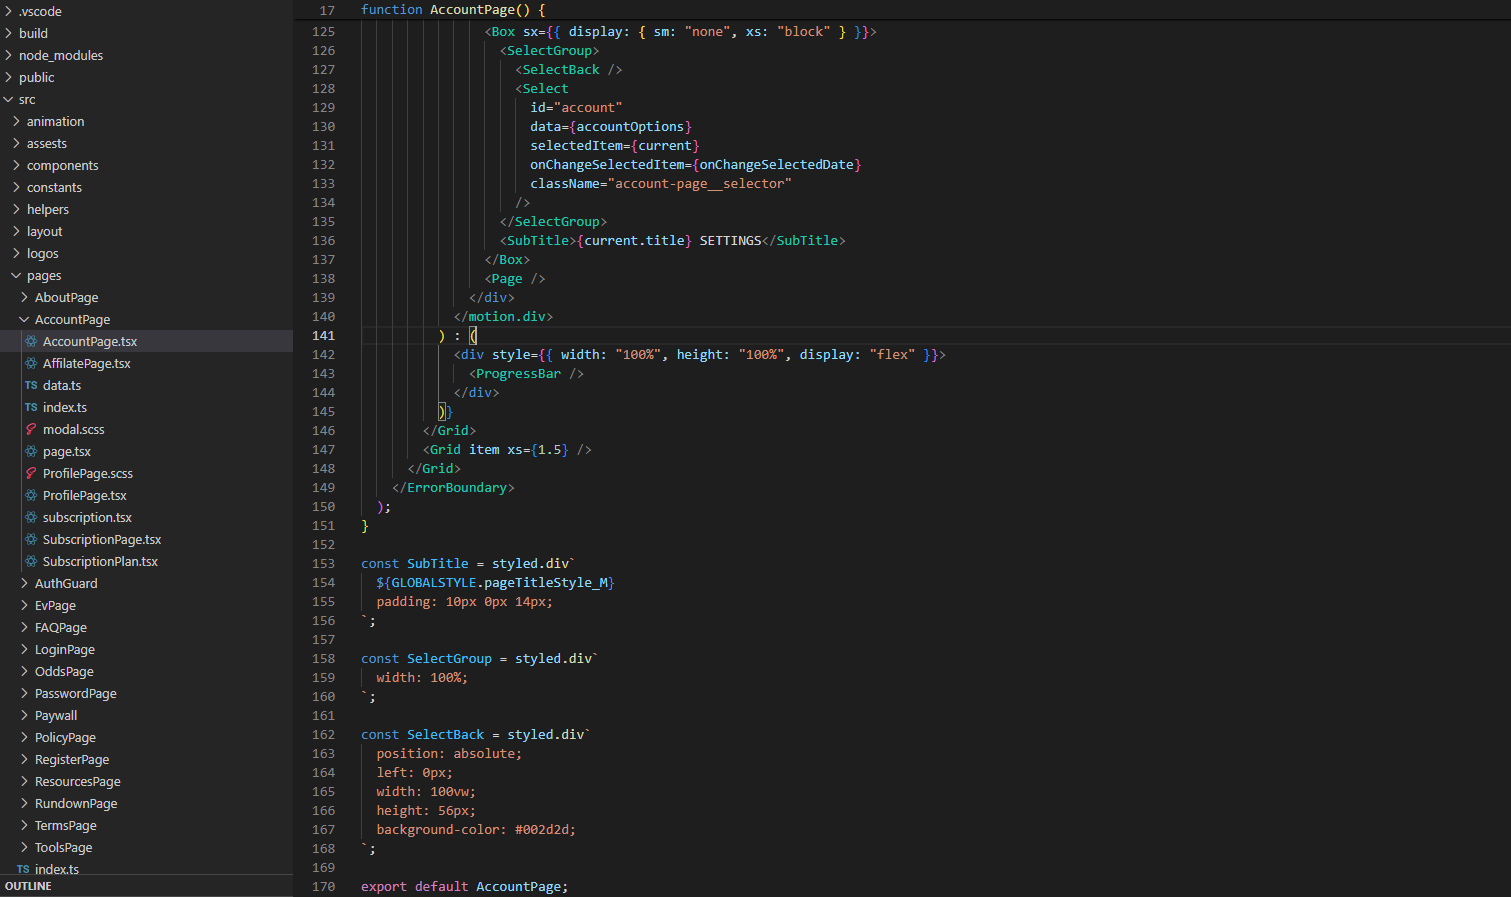 .vscode
build
node_modules
public
src
animation
assests
components
constants
helpers
layout
logos
pages
AboutPage
AccountPage
AccountPage.tsx
AffilatePage.tsx
TS data.ts
TS index.ts
modal.scss
page.tsx
ProfilePage.scss
ProfilePage.tsx
subscription.tsx
SubscriptionPage.tsx
SubscriptionPlan.tsx
AuthGuard
EvPage
FAQPage
LoginPage
OddsPage
PasswordPage
Paywall
PolicyPage
RegisterPage
ResourcesPage
RundownPage
TermsPage
ToolsPage
TS index.ts
OUTLINE
17 function AccountPage() {
125 <Box sx={{ display: { sm: "none", xs: "block" } }}>
126 <SelectGroup>
127 <SelectBack />
128 <Select
129 id="account"
130 data={accountOptions}
131 selectedItem={current}
132 onChangeSelectedItem={onChangeSelectedDate}
133 className="account-page__selector"
134 />
135 </SelectGroup>
136 <SubTitle>{current.title} SETTINGS</SubTitle>
137 </Box>
138 <Page />
139 </div>
140 </motion.div>
141 ) : (
142 <div style={{ width: "100%", height: "100%", display: "flex" }}>
143 <ProgressBar />
144 </div>
145 )}
146 </Grid>
147 <Grid item xs={1.5} />
148 </Grid>
149 </ErrorBoundary>
150 );
151 }
152
153 const SubTitle = styled.div`
154 ${GLOBALSTYLE.pageTitleStyle_M}
155 padding: 10px 0px 14px;
156 `;
157
158 const SelectGroup = styled.div`
159 width: 100%;
160 `;
161
162 const SelectBack = styled.div`
163 position: absolute;
164 left: 0px;
165 width: 100vw;
166 height: 56px;
167 background-color: #002d2d;
168 `;
169
170 export default AccountPage;